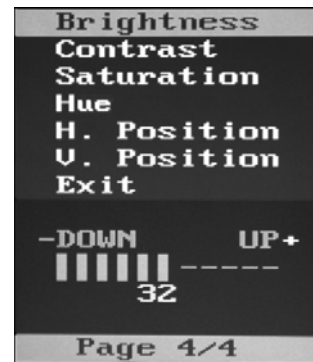 Brightness
Contrast
Saturation
Hue
H. Position
V. Position
Exit
-DOWN UP+
32
Page 4/4